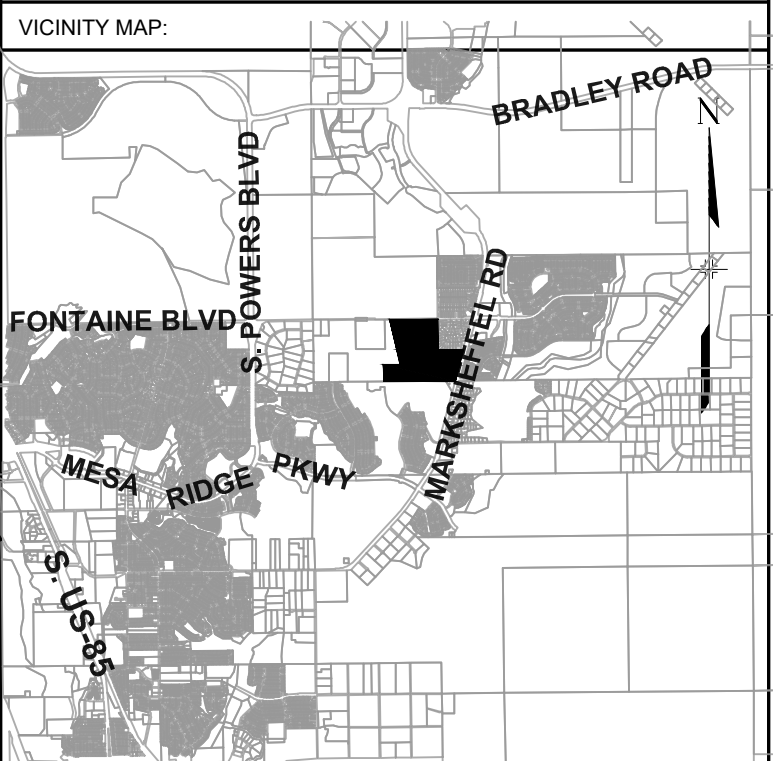 VICINITY MAP:
BRADLEY ROAD
N
S. POWERS BLVD
MARKSHEFFEL RD
FONTAINE BLVD
MESA RIDGE PKWY
S. US-85